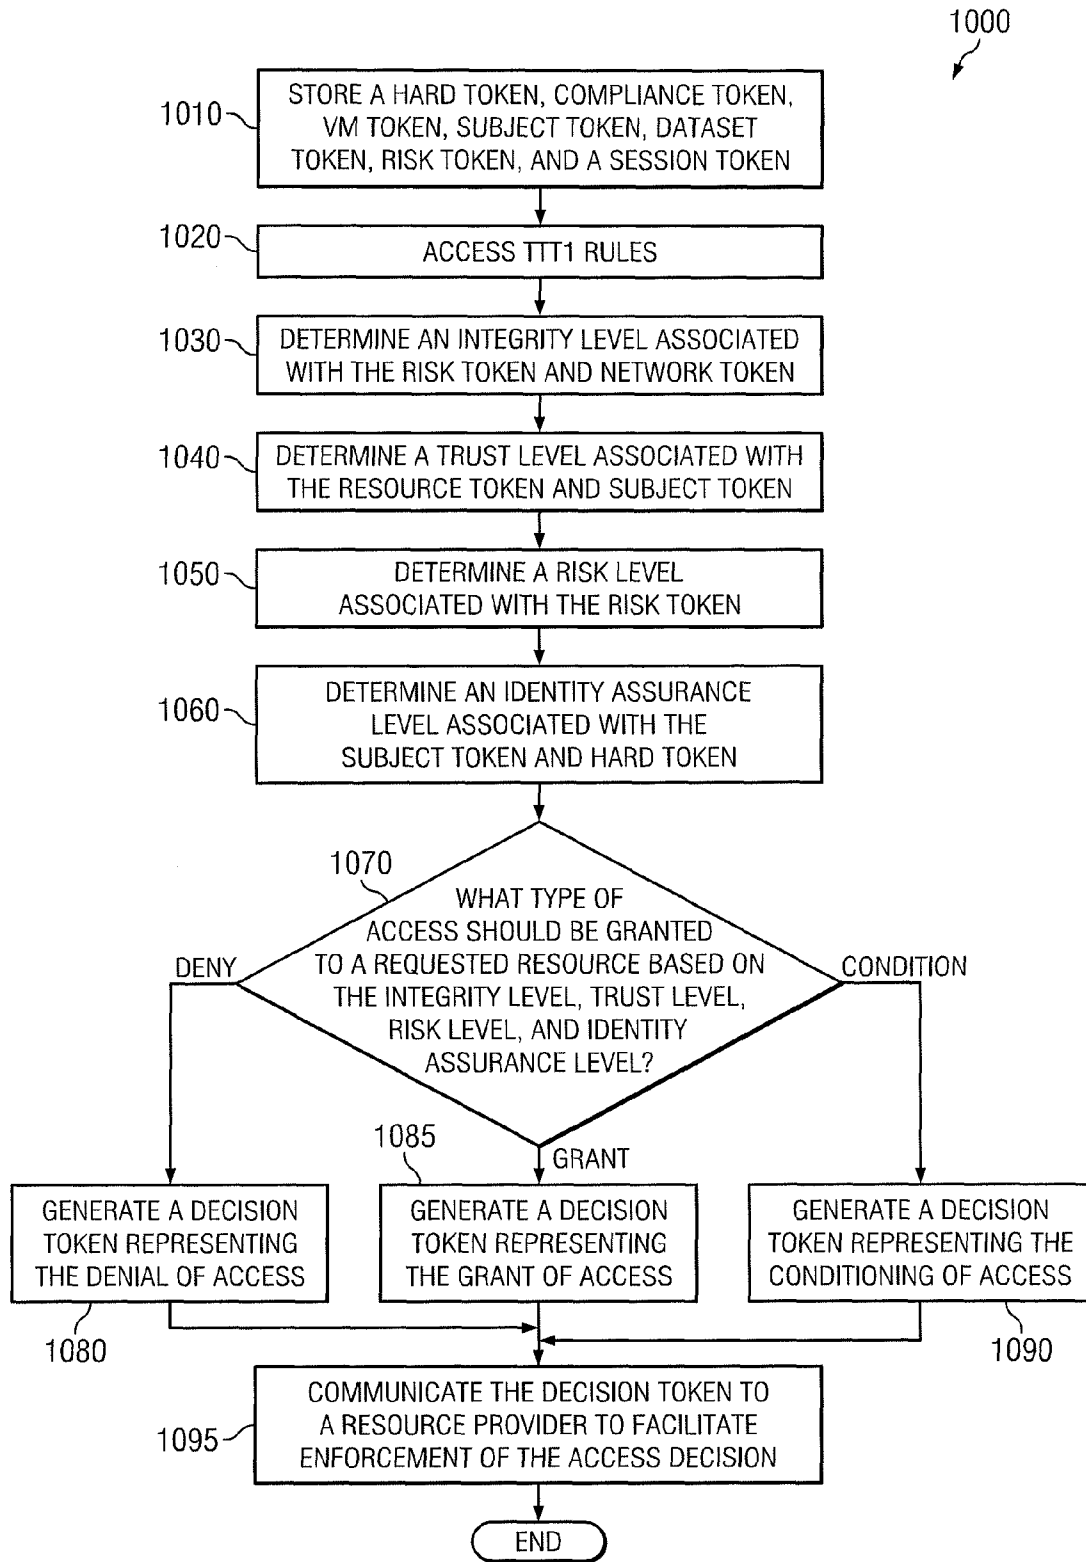 1000
1010
STORE A HARD TOKEN, COMPLIANCE TOKEN,
VM TOKEN, SUBJECT TOKEN, DATASET
TOKEN, RISK TOKEN, AND A SESSION TOKEN
1020
ACCESS TTT1 RULES
1030
DETERMINE AN INTEGRITY LEVEL ASSOCIATED
WITH THE RISK TOKEN AND NETWORK TOKEN
1040
DETERMINE A TRUST LEVEL ASSOCIATED WITH
THE RESOURCE TOKEN AND SUBJECT TOKEN
1050
DETERMINE A RISK LEVEL
ASSOCIATED WITH THE RISK TOKEN
1060
DETERMINE AN IDENTITY ASSURANCE
LEVEL ASSOCIATED WITH THE
SUBJECT TOKEN AND HARD TOKEN
1070
WHAT TYPE OF
ACCESS SHOULD BE GRANTED
TO A REQUESTED RESOURCE BASED ON
THE INTEGRITY LEVEL, TRUST LEVEL,
RISK LEVEL, AND IDENTITY
ASSURANCE LEVEL?
DENY
CONDITION
GRANT
1085
GENERATE A DECISION
TOKEN REPRESENTING
THE DENIAL OF ACCESS
1080
GENERATE A DECISION
TOKEN REPRESENTING
THE GRANT OF ACCESS
GENERATE A DECISION
TOKEN REPRESENTING THE
CONDITIONING OF ACCESS
1090
1095
COMMUNICATE THE DECISION TOKEN TO
A RESOURCE PROVIDER TO FACILITATE
ENFORCEMENT OF THE ACCESS DECISION
END